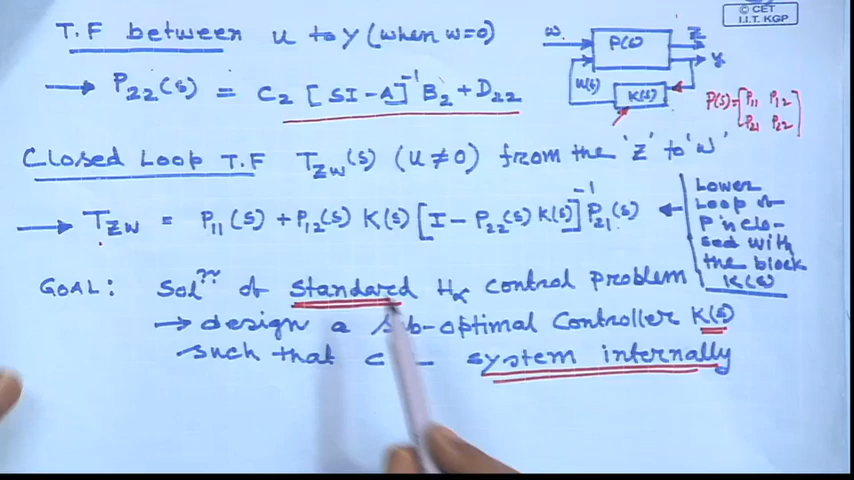 © CET
I.I.T. KGP
T.F between u to y (when w=0)
w P(s) Z
y
u(s) K(s)
P(s) = [P11 P12
P21 P22]
→ P22(s) = C2 [SI-A]^-1 B2 + D22
Closed Loop T.F Tzw(s) (u≠0) from the 'z' to 'w'
→ Tzw = P11(s) + P12(s) K(s) [I - P22(s) K(s)]^-1 P21(s) ←
Lower
Loop of
P is clo-
sed with
the block
K(s)
GOAL: Sol^n of standard H∞ control problem
→ design a sub-optimal Controller K(s)
such that system internally